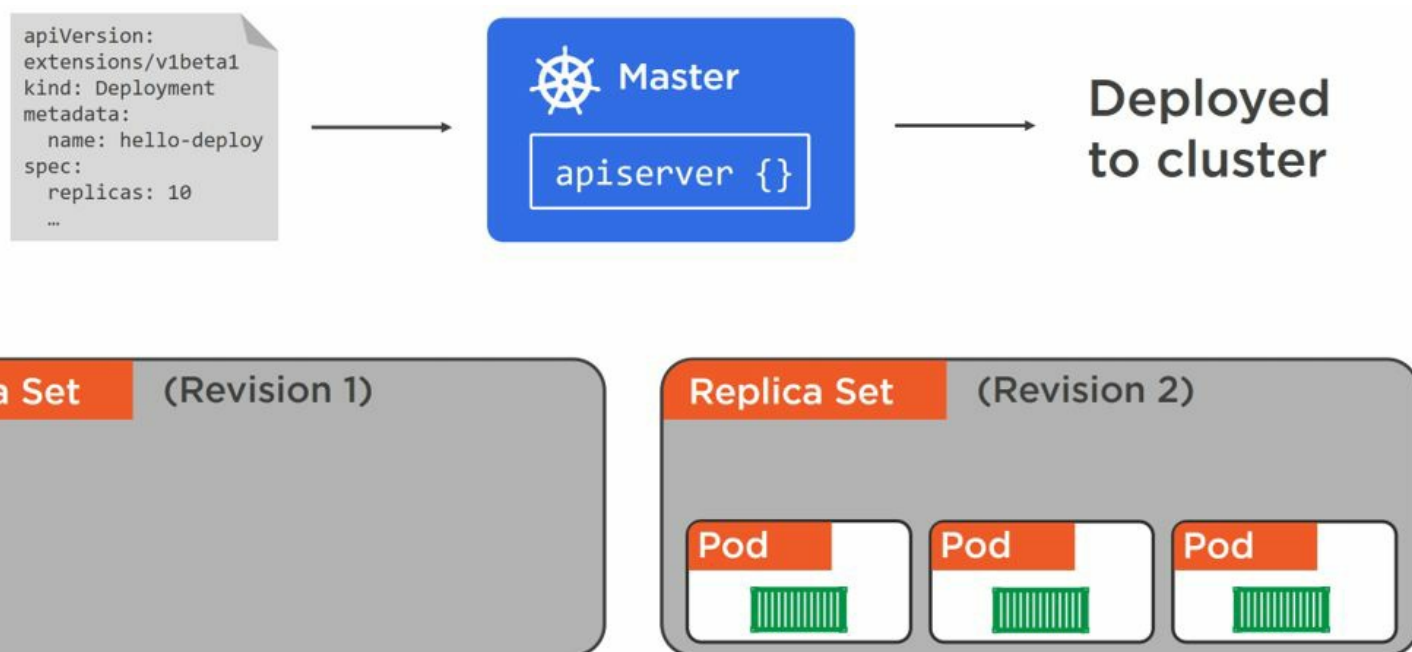 apiVersion:
extensions/v1beta1
kind: Deployment
metadata:
  name: hello-deploy
spec:
  replicas: 10
  …
Master
apiserver {}
Deployed
to cluster
a Set
(Revision 1)
Replica Set
(Revision 2)
Pod
Pod
Pod